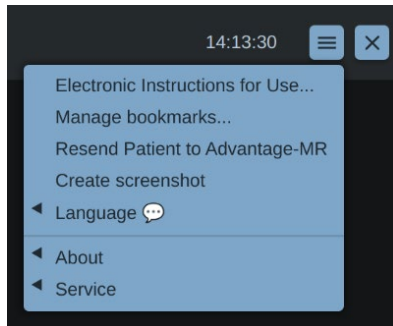 14:13:30
Electronic Instructions for Use...
Manage bookmarks...
Resend Patient to Advantage-MR
Create screenshot
Language
About
Service